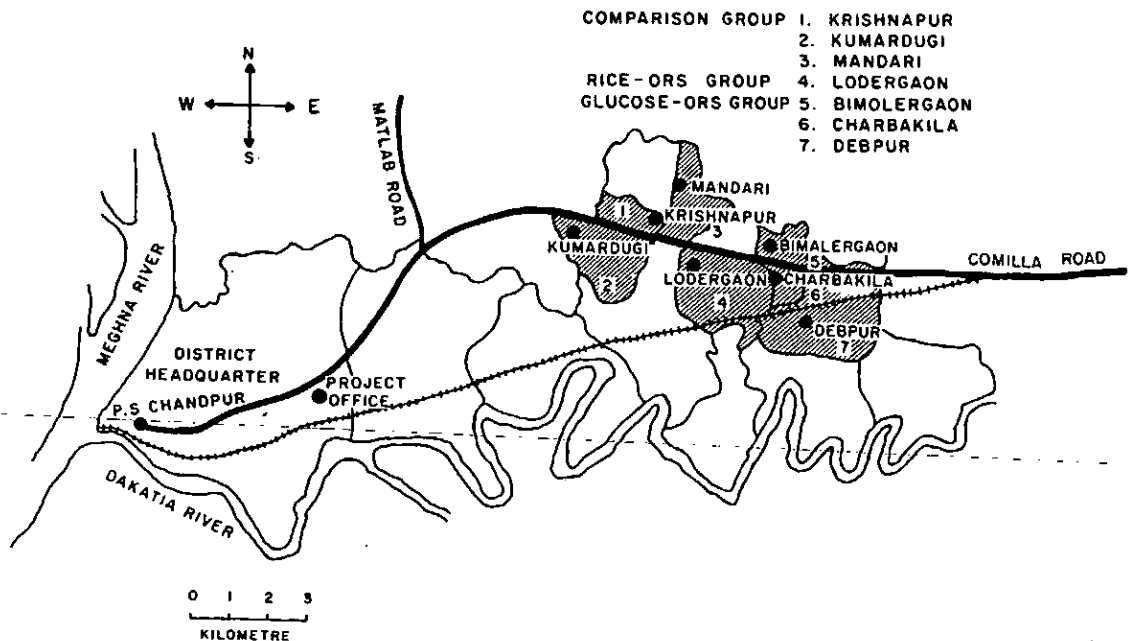 COMPARISON GROUP 1. KRISHNAPUR
2. KUMARDUGI
3. MANDARI
RICE-ORS GROUP 4. LODERGAON
GLUCOSE-ORS GROUP 5. BIMOLERGAON
6. CHARBAKILA
7. DEBPUR
N
W E
S
MATLAB ROAD
MANDARI
1
KRISHNAPUR
3
KUMARDUGI
2
BIMALERGAON
5
LODERGAON
4
CHARBAKILA
6
COMILLA ROAD
DEBPUR
7
MEGHNA RIVER
DISTRICT
HEADQUARTER
P.S CHANDPUR
PROJECT
OFFICE
DAKATIA RIVER
0 1 2 3
KILOMETRE